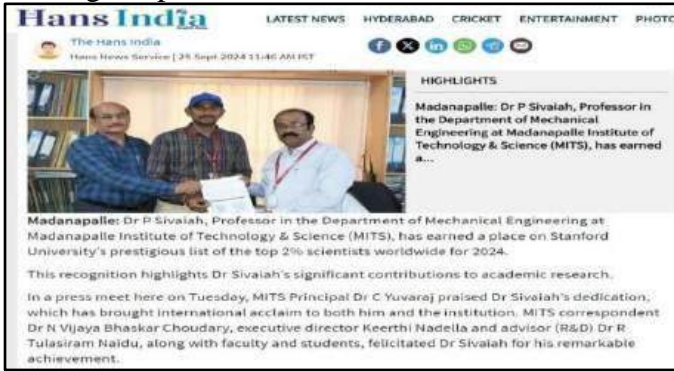 Hans India
LATEST NEWS HYDERABAD CRICKET ENTERTAINMENT PHOTO
The Hans India
Hans News Service | 25 Sept 2024 11:46 AM IST
HIGHLIGHTS
Madanapalle: Dr P Sivaiah, Professor in
the Department of Mechanical
Engineering at Madanapalle Institute of
Technology & Science (MITS), has earned
a...
Madanapalle: Dr P Sivaiah, Professor in the Department of Mechanical Engineering at
Madanapalle Institute of Technology & Science (MITS), has earned a place on Stanford
University's prestigious list of the top 2% scientists worldwide for 2024.
This recognition highlights Dr Sivaiah's significant contributions to academic research.
In a press meet here on Tuesday, MITS Principal Dr C Yuvaraj praised Dr Sivaiah's dedication,
which has brought international acclaim to both him and the institution. MITS correspondent
Dr N Vijaya Bhaskar Choudary, executive director Keerthi Nadella and advisor (R&D) Dr R
Tulasiram Naidu, along with faculty and students, felicitated Dr Sivaiah for his remarkable
achievement.